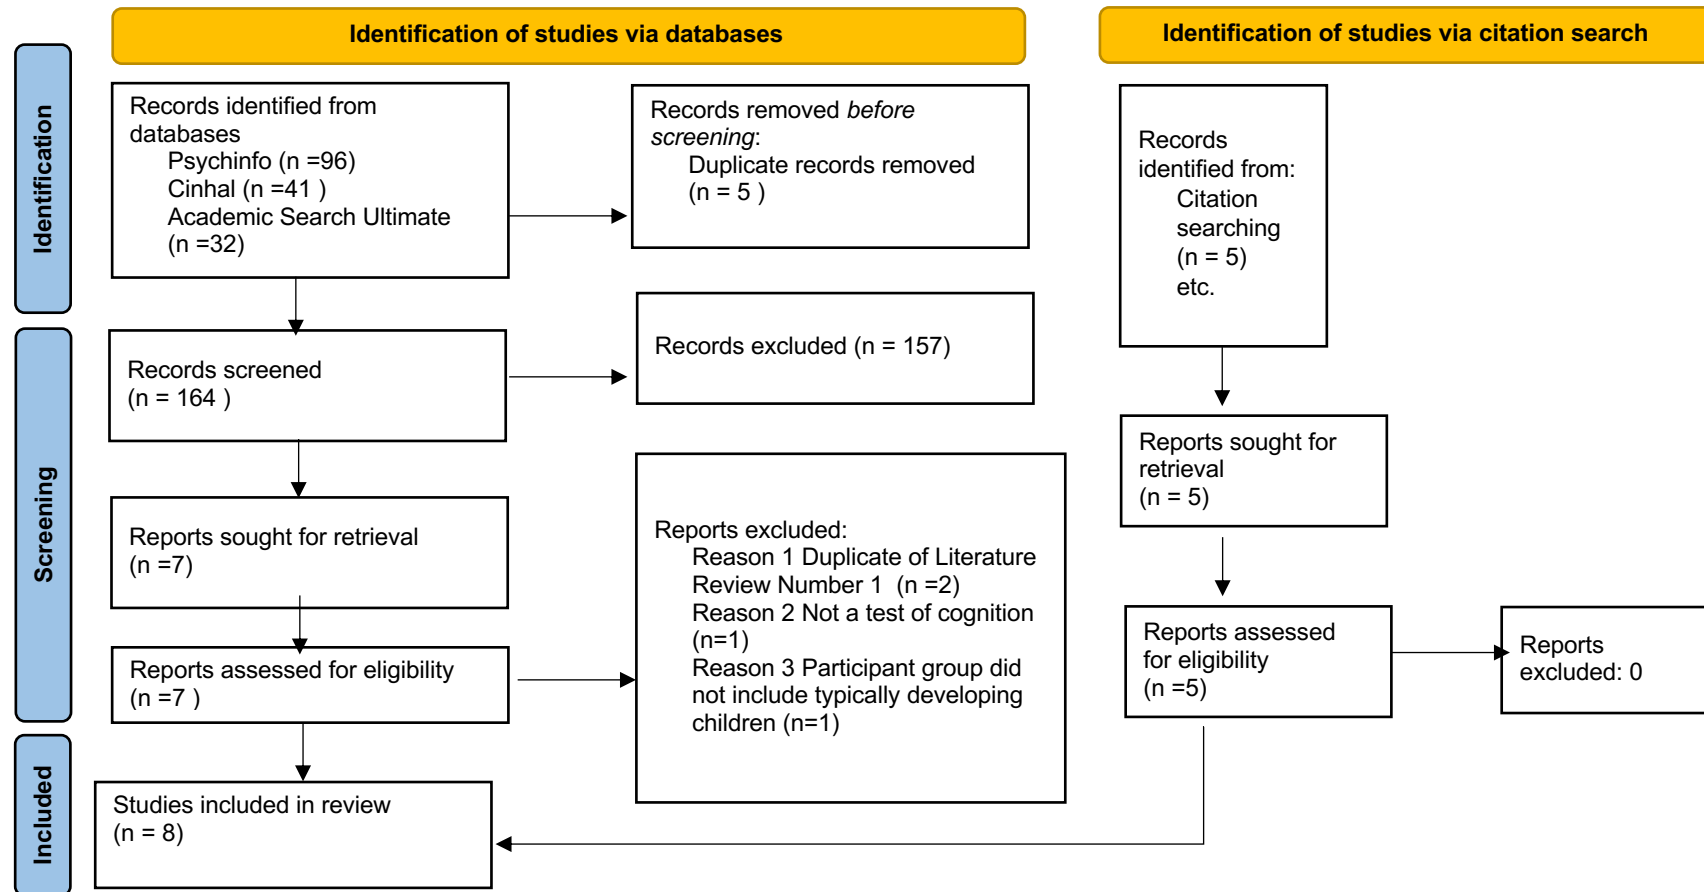 Identification of studies via databases
Identification of studies via citation search
Identification
Records identified from
databases
Psychinfo (n =96)
Cinhal (n =41 )
Academic Search Ultimate
(n =32)
Records removed before
screening:
Duplicate records removed
(n = 5 )
Records
identified from:
Citation
searching
(n = 5)
etc.
Screening
Records screened
(n = 164 )
Records excluded (n = 157)
Reports sought for retrieval
(n =7)
Reports sought for
retrieval
(n = 5)
Reports assessed for eligibility
(n =7 )
Reports excluded:
Reason 1 Duplicate of Literature
Review Number 1  (n =2)
Reason 2 Not a test of cognition
(n=1)
Reason 3 Participant group did
not include typically developing
children (n=1)
Reports assessed
for eligibility
(n =5)
Reports
excluded: 0
Included
Studies included in review
(n = 8)